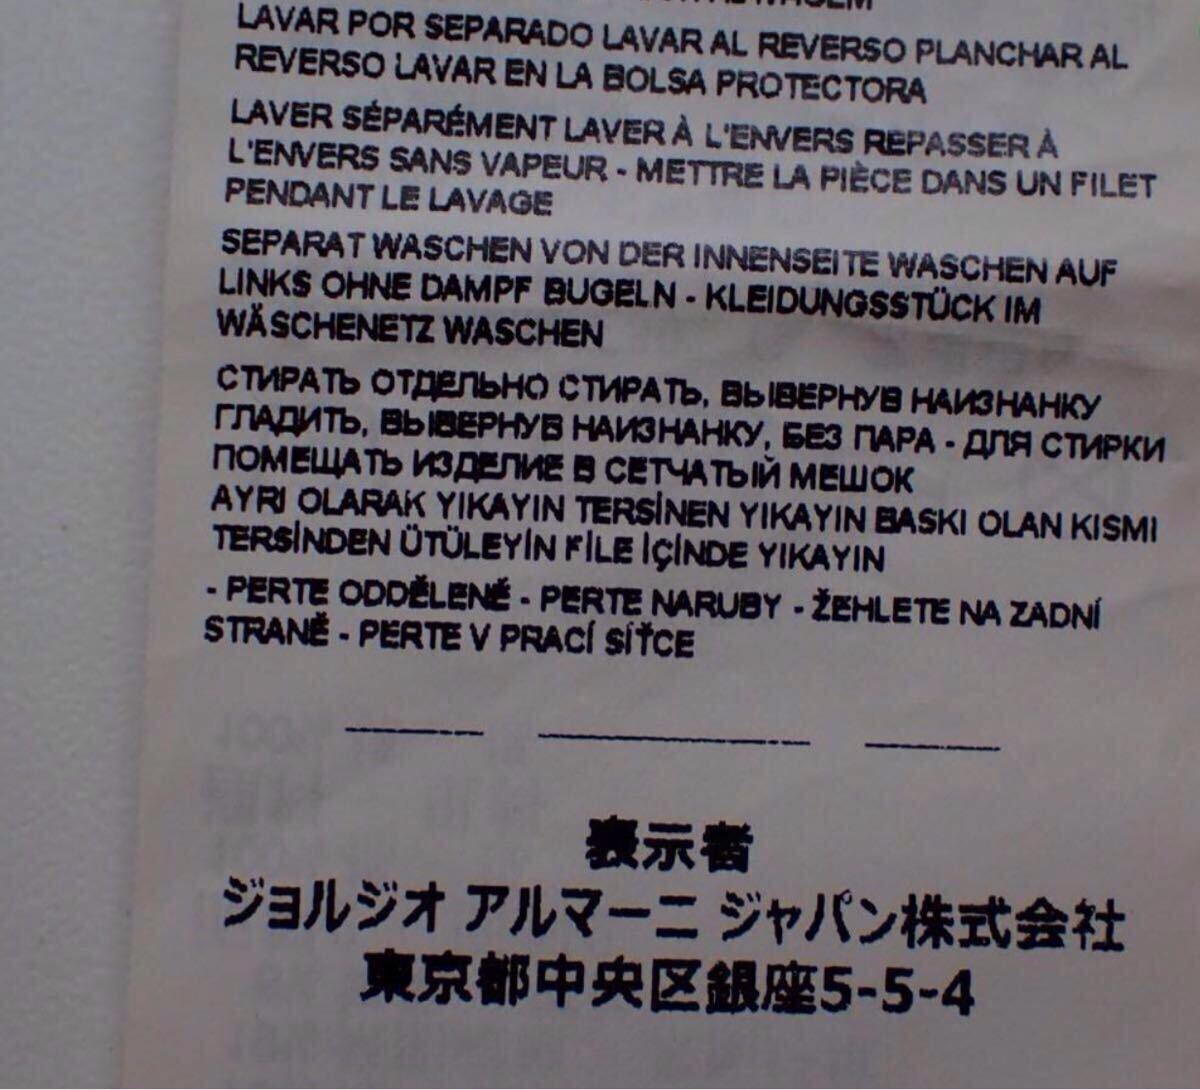 LAVAR POR SEPARADO LAVAR AL REVERSO PLANCHAR AL
REVERSO LAVAR EN LA BOLSA PROTECTORA
LAVER SÉPARÉMENT LAVER À L'ENVERS REPASSER À
L'ENVERS SANS VAPEUR - METTRE LA PIÈCE DANS UN FILET
PENDANT LE LAVAGE
SEPARAT WASCHEN VON DER INNENSEITE WASCHEN AUF
LINKS OHNE DAMPF BUGELN - KLEIDUNGSSTÜCK IM
WÄSCHENETZ WASCHEN
СТИРАТЬ ОТДЕЛЬНО СТИРАТЬ, ВЫВЕРНУВ НАИЗНАНКУ
ГЛАДИТЬ, ВЫВЕРНУВ НАИЗНАНКУ, БЕЗ ПАРА - ДЛЯ СТИРКИ
ПОМЕЩАТЬ ИЗДЕЛИЕ В СЕТЧАТЫЙ МЕШОК
AYRI OLARAK YIKAYIN TERSİNEN YIKAYIN BASKI OLAN KISMI
TERSİNDEN ÜTÜLEYİN FİLE İÇİNDE YIKAYIN
- PERTE ODDĚLENĚ - PERTE NARUBY - ŽEHLETE NA ZADNÍ
STRANĚ - PERTE V PRACÍ SÍŤCE
表示者
ジョルジオ アルマーニ ジャパン株式会社
東京都中央区銀座5-5-4